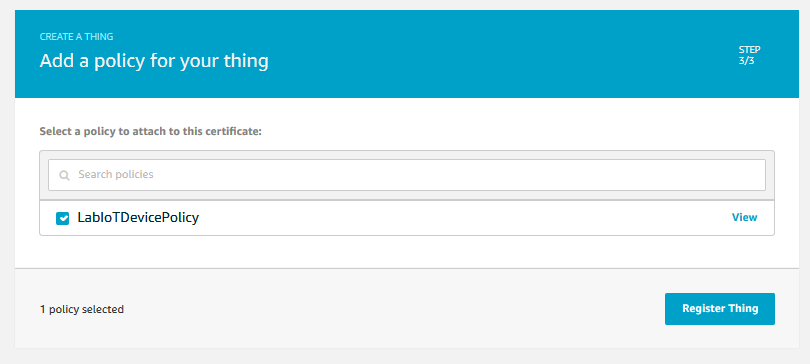 CREATE A THING
Add a policy for your thing
STEP
3/3
Select a policy to attach to this certificate:
Search policies
LabIoTDevicePolicy
View
1 policy selected
Register Thing